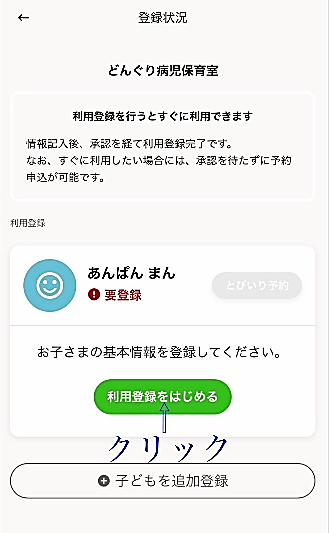 登録状況
どんぐり病児保育室
利用登録を行うとすぐに利用できます
情報記入後、承認を経て利用登録完了です。
なお、すぐに利用したい場合には、承認を待たずに予約
申込が可能です。
利用登録
あんぱん まん
要登録
とびいり予約
お子さまの基本情報を登録してください。
利用登録をはじめる
クリック
子どもを追加登録